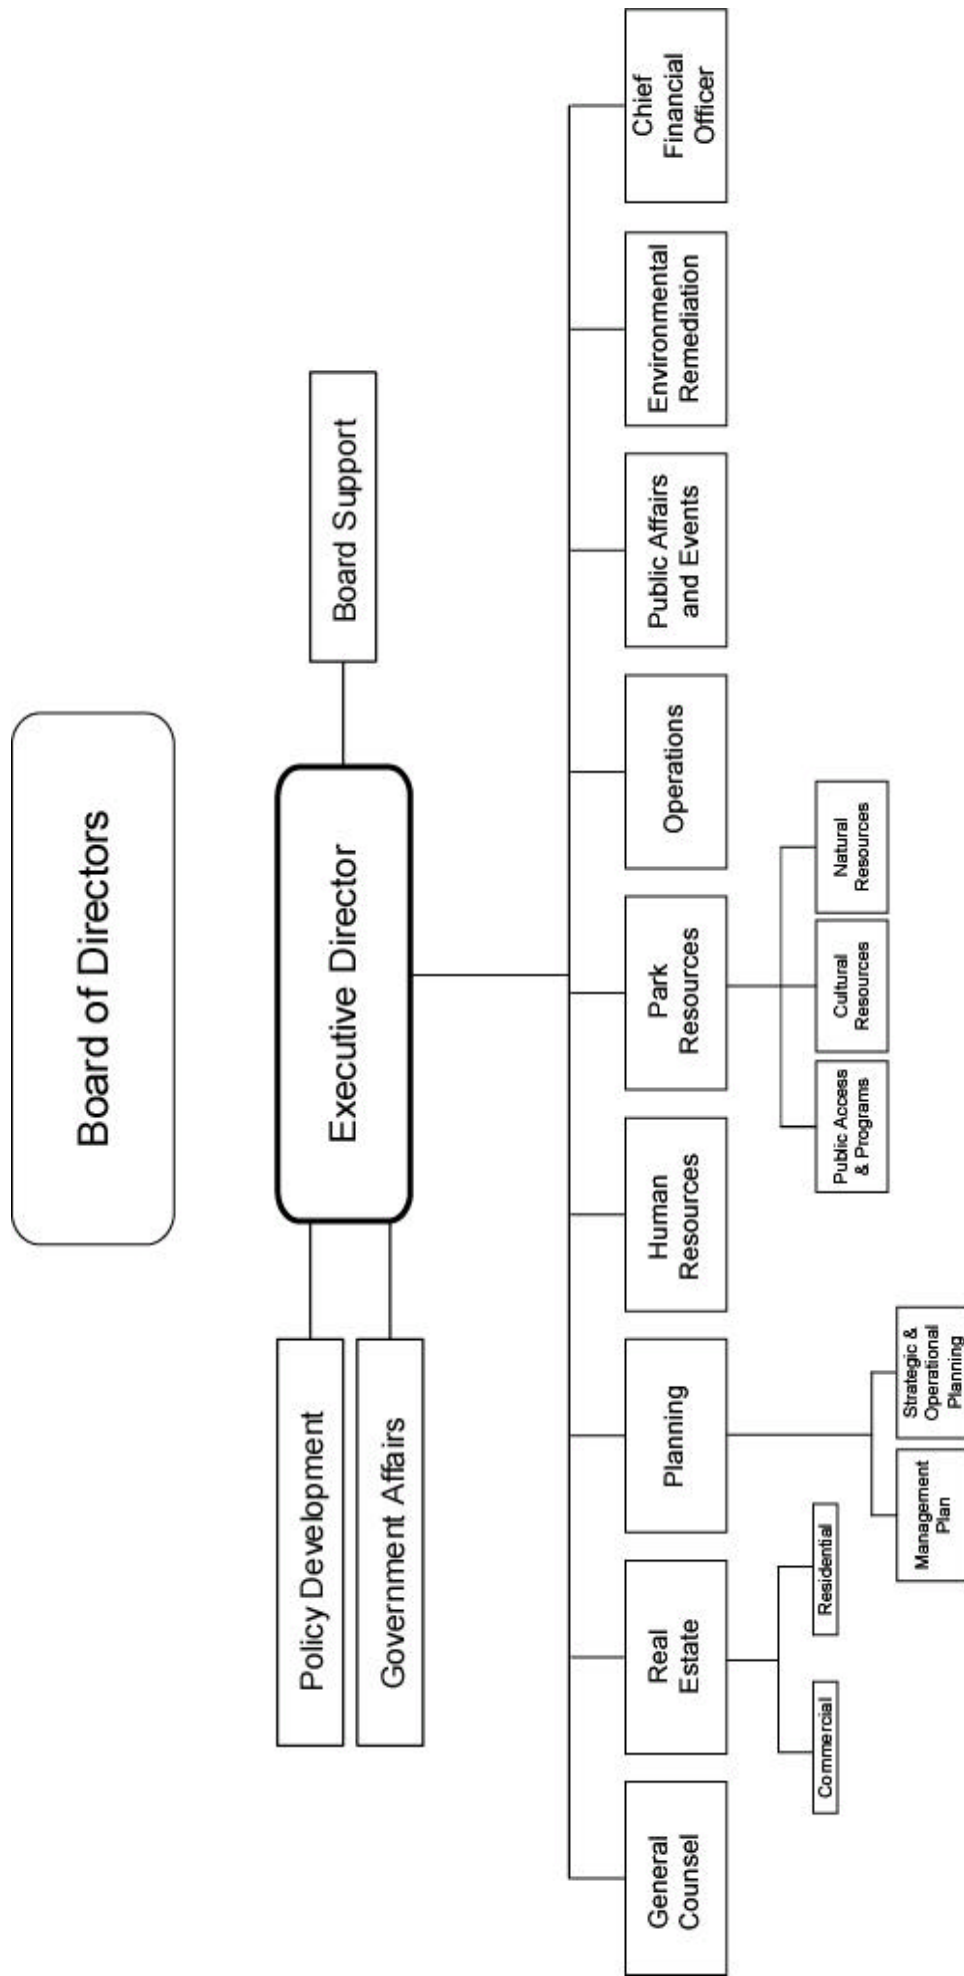 Board of Directors
Executive Director
Board Support
Policy Development
Government Affairs
General
Counsel
Real
Estate
Planning
Human
Resources
Park
Resources
Operations
Public Affairs
and Events
Environmental
Remediation
Chief
Financial
Officer
Commercial
Residential
Management
Plan
Strategic &
Operational
Planning
Public Access
& Programs
Cultural
Resources
Natural
Resources